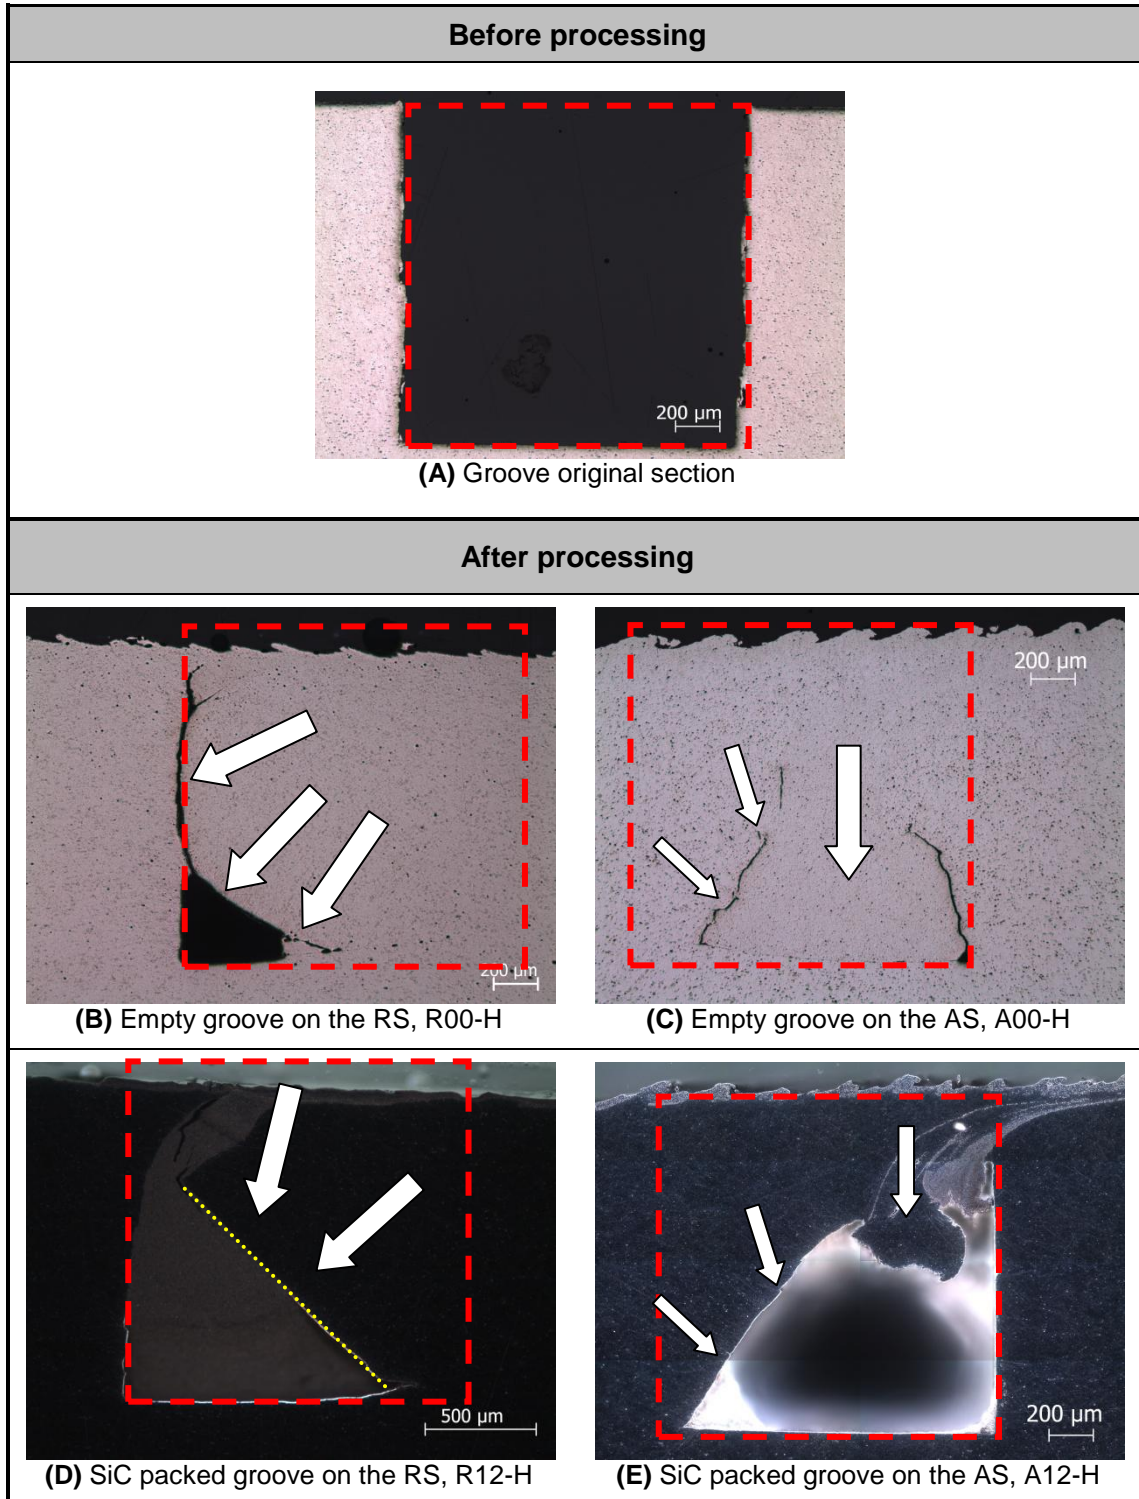 Before processing
200 µm
(A) Groove original section
After processing
200 µm
200 µm
(B) Empty groove on the RS, R00-H
(C) Empty groove on the AS, A00-H
500 µm
200 µm
(D) SiC packed groove on the RS, R12-H
(E) SiC packed groove on the AS, A12-H